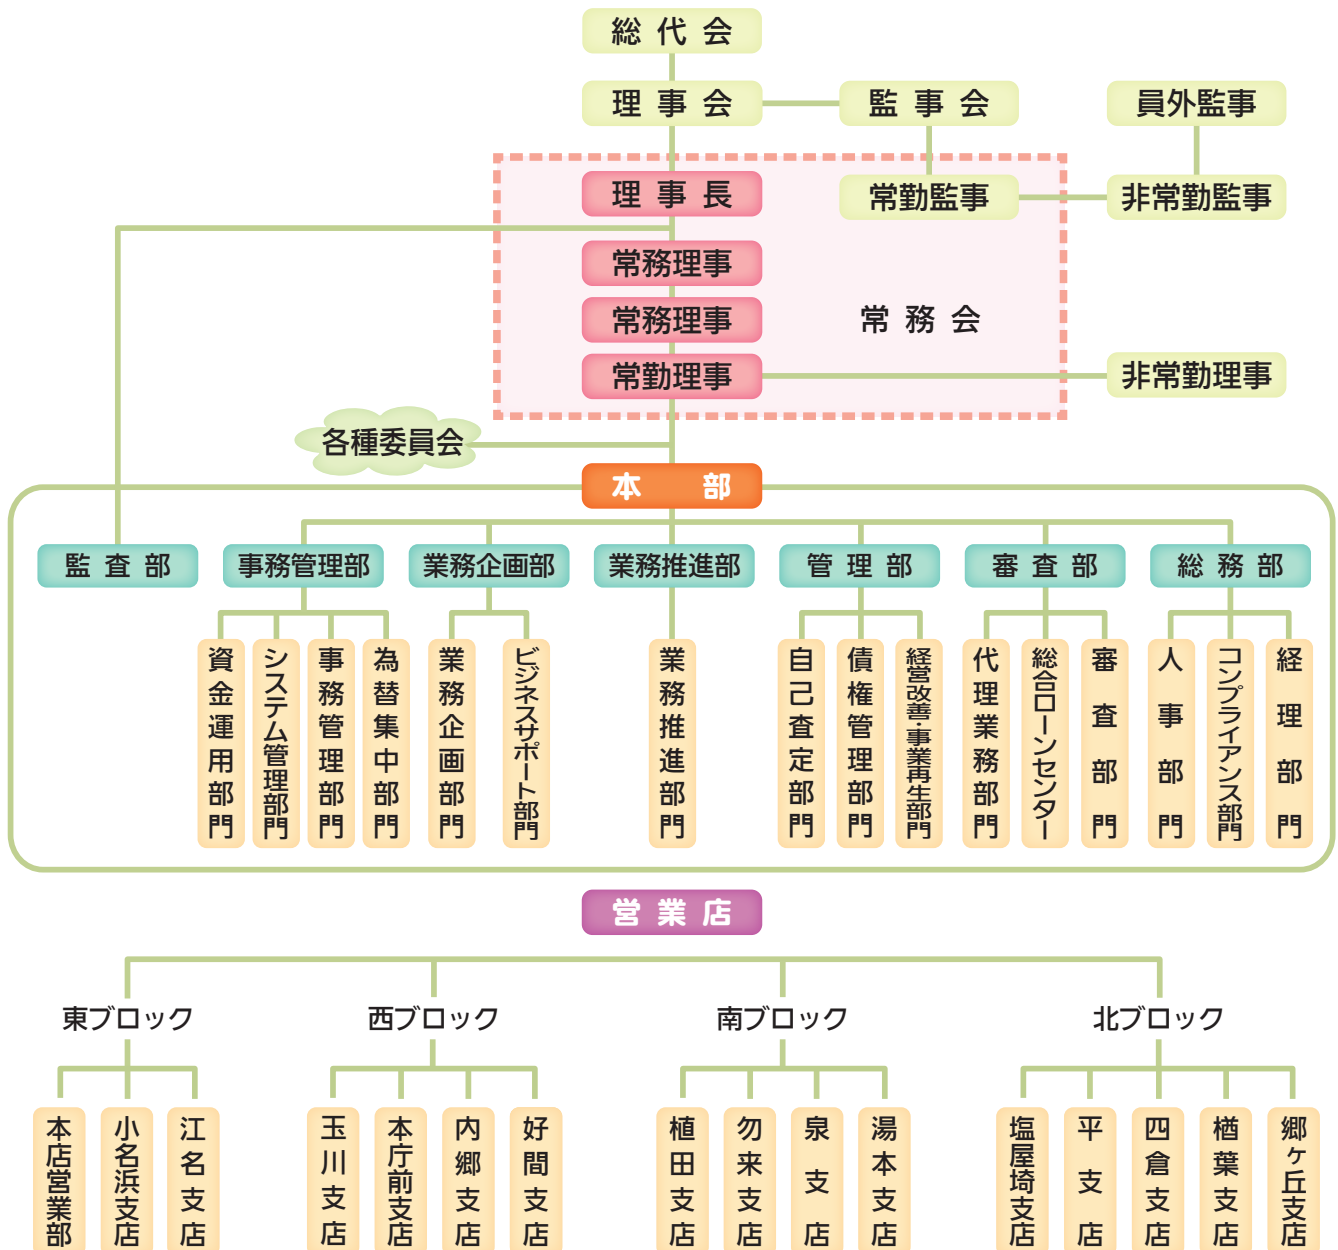 総代会
理事会
監事会
員外監事
理事長
常勤監事
非常勤監事
常務理事
常務理事
常務会
常勤理事
非常勤理事
各種委員会
本部
監査部
事務管理部
業務企画部
業務推進部
管理部
審査部
総務部
資金運用部門
システム管理部門
事務管理部門
為替集中部門
業務企画部門
ビジネスサポート部門
業務推進部門
自己査定部門
債権管理部門
経営改善・事業再生部門
代理業務部門
総合ローンセンター
審査部門
人事部門
コンプライアンス部門
経理部門
営業店
東ブロック
西ブロック
南ブロック
北ブロック
本店営業部
小名浜支店
江名支店
玉川支店
本庁前支店
内郷支店
好間支店
植田支店
勿来支店
泉支店
湯本支店
塩屋埼支店
平支店
四倉支店
楢葉支店
郷ヶ丘支店